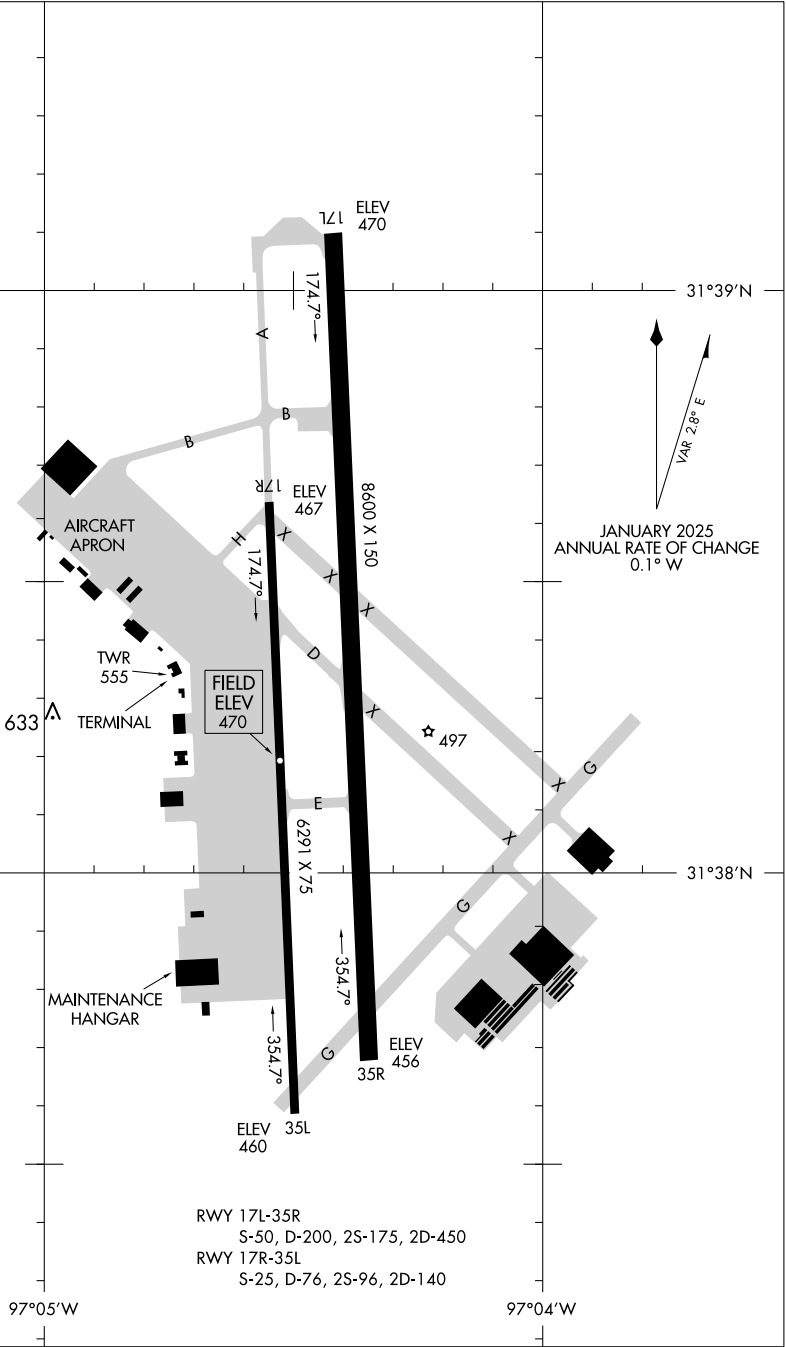 17L
ELEV
470
174.7°
31°39'N
A
VAR 2.8° E
B
B
17R
ELEV
467
8600 X 150
JANUARY 2025
ANNUAL RATE OF CHANGE
0.1° W
AIRCRAFT
APRON
H
X
174.7°
X
X
TWR
555
D
FIELD
ELEV
470
633
TERMINAL
X
497
G
X
E
6291 X 75
X
31°38'N
G
354.7°
MAINTENANCE
HANGAR
354.7°
G
ELEV
456
35R
ELEV
460
35L
RWY 17L-35R
S-50, D-200, 2S-175, 2D-450
RWY 17R-35L
S-25, D-76, 2S-96, 2D-140
97°05'W
97°04'W